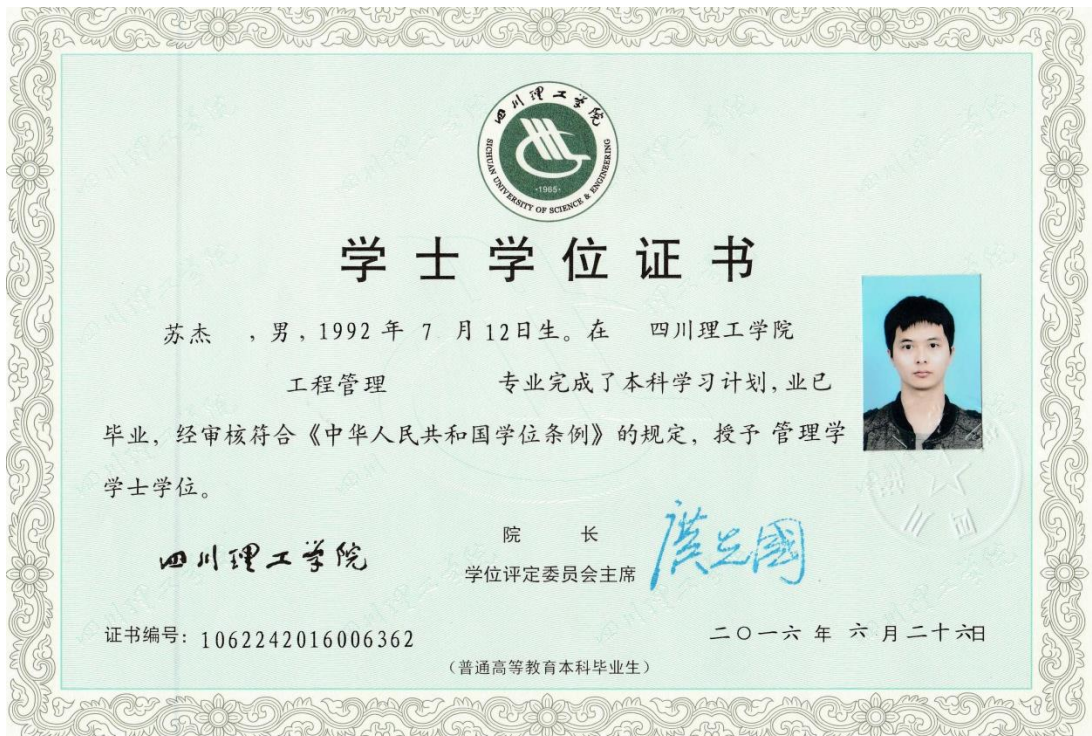 四川理工学院
SICHUAN UNIVERSITY OF SCIENCE & ENGINEERING
·1965·
学士学位证书
苏杰 ，男，1992 年 7 月 12日生。在 四川理工学院
工程管理 专业完成了本科学习计划，业已
毕业，经审核符合《中华人民共和国学位条例》的规定，授予 管理学
学士学位。
四川理工学院
院 长
学位评定委员会主席
证书编号：1062242016006362
二〇一六 年 六 月二十六日
（普通高等教育本科毕业生）